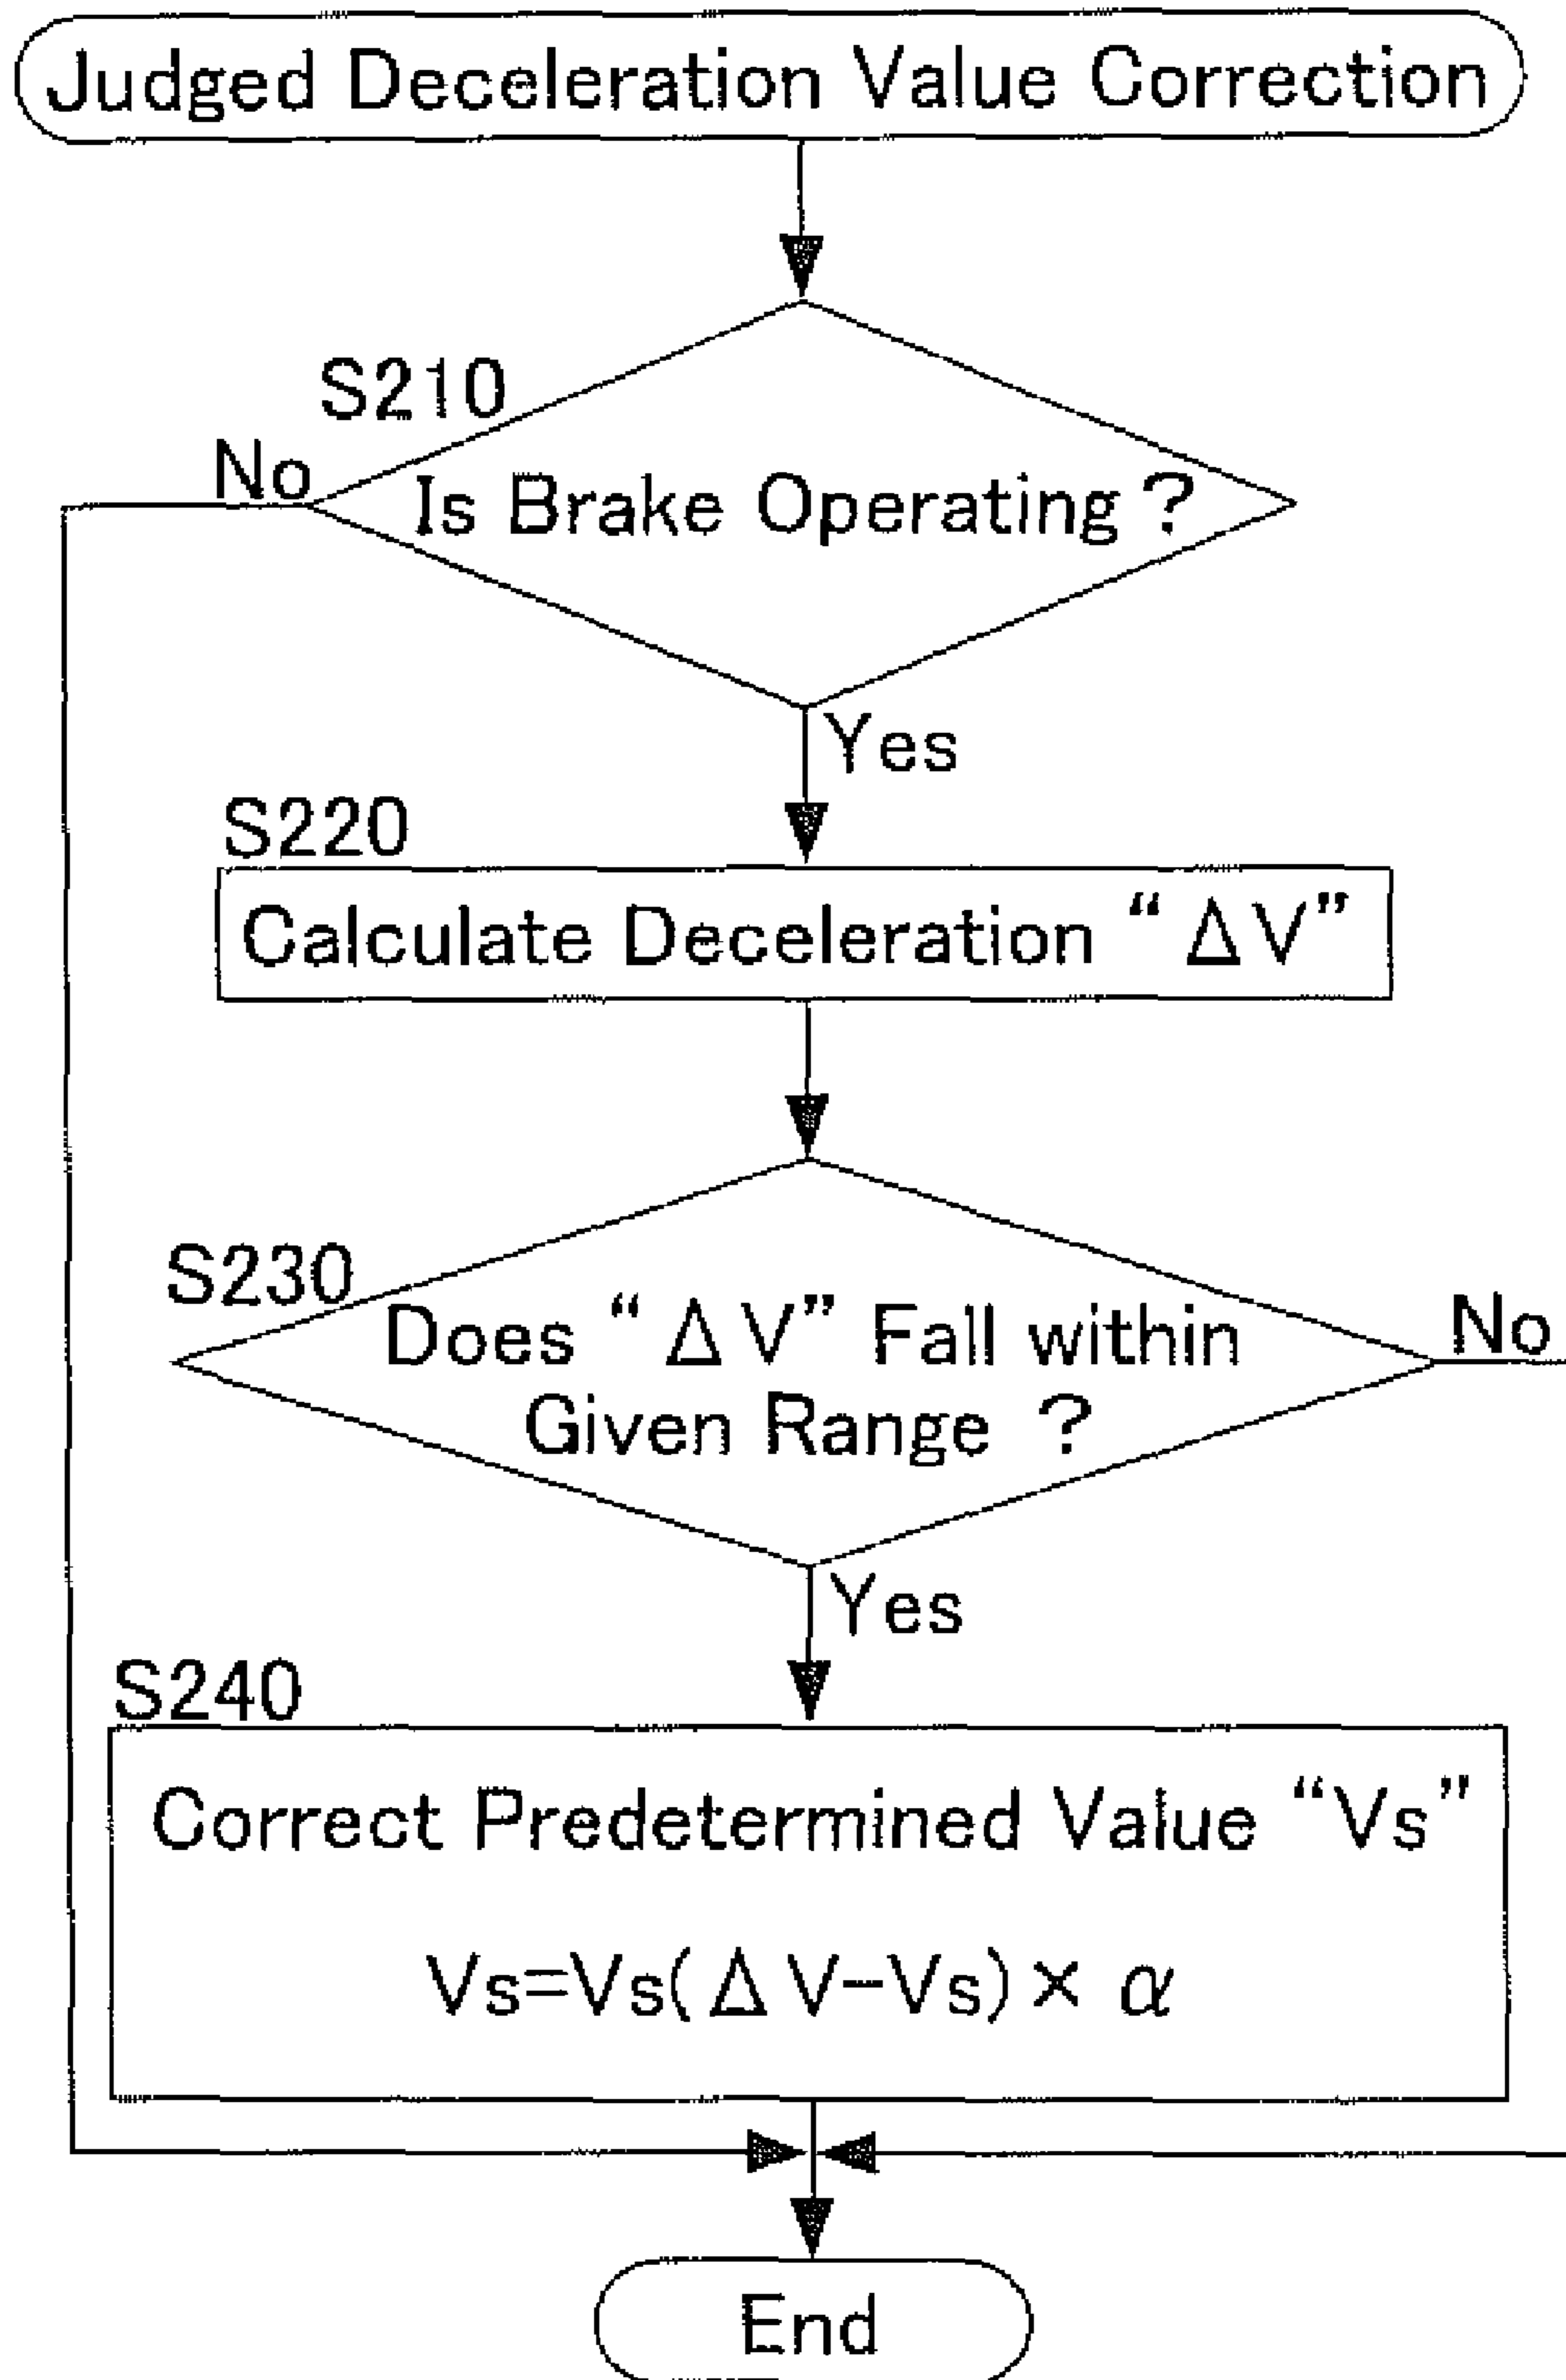 Judged Deceleration Value Correction
S210
No
Is Brake Operating ?
Yes
S220
Calculate Deceleration “ΔV”
S230
Does “ΔV” Fall within
Given Range ?
No
Yes
S240
Correct Predetermined Value “Vs”
Vs=Vs(ΔV-Vs)× α
End